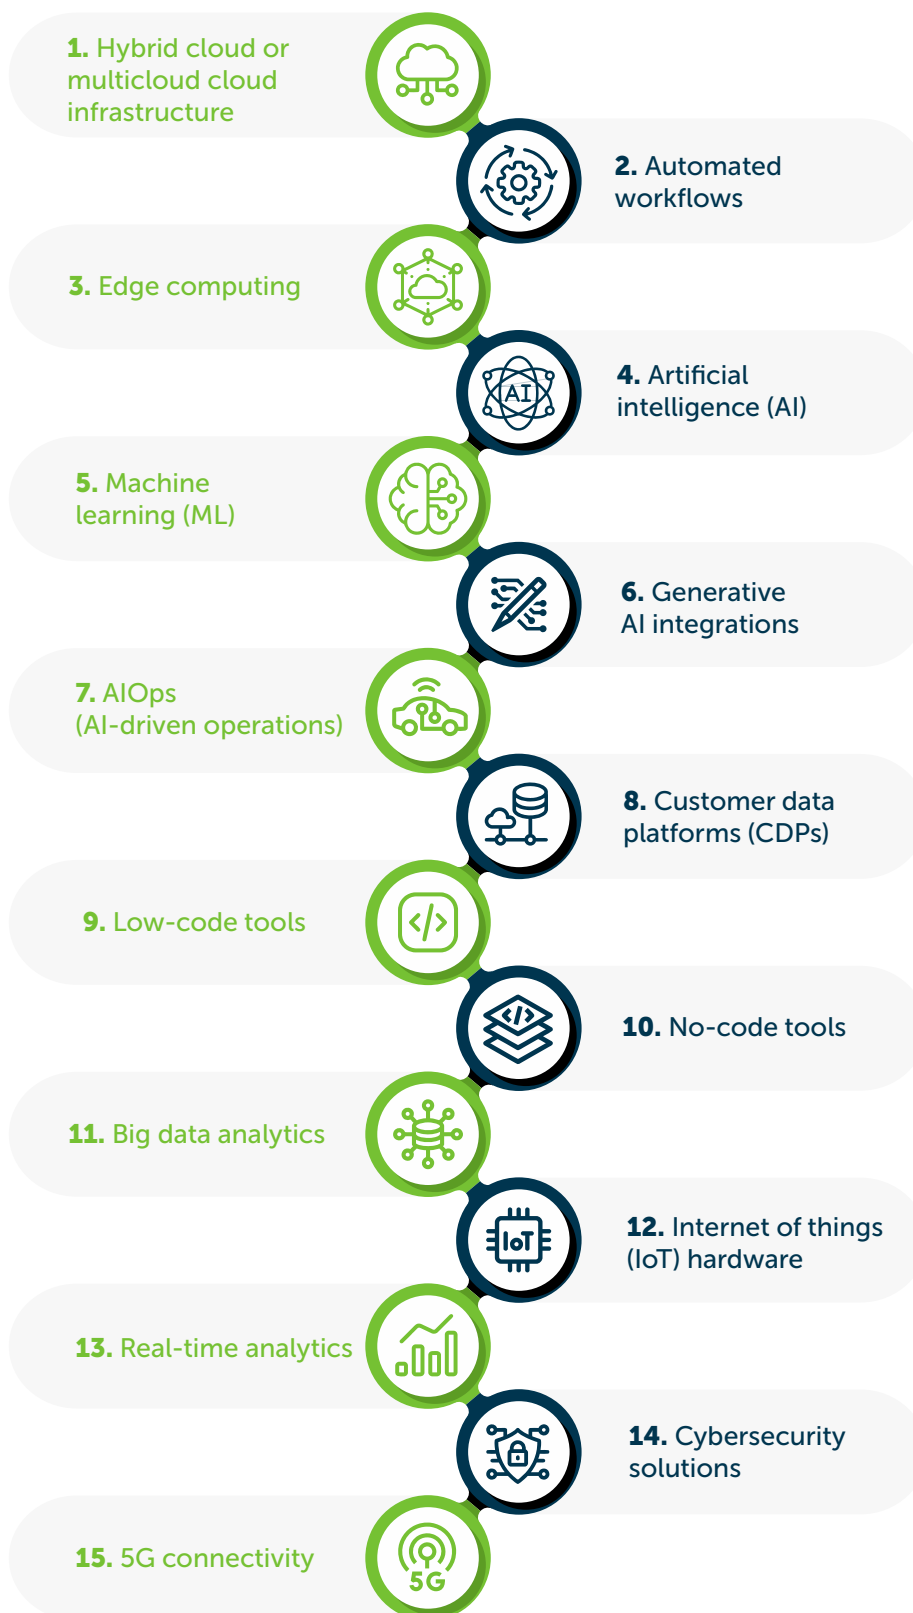 1. Hybrid cloud or
multicloud cloud
infrastructure
2. Automated
workflows
3. Edge computing
4. Artificial
intelligence (AI)
AI
5. Machine
learning (ML)
6. Generative
AI integrations
7. AIOps
(AI-driven operations)
8. Customer data
platforms (CDPs)
9. Low-code tools
</>
10. No-code tools
</>
11. Big data analytics
12. Internet of things
(IoT) hardware
IoT
13. Real-time analytics
14. Cybersecurity
solutions
15. 5G connectivity
5G